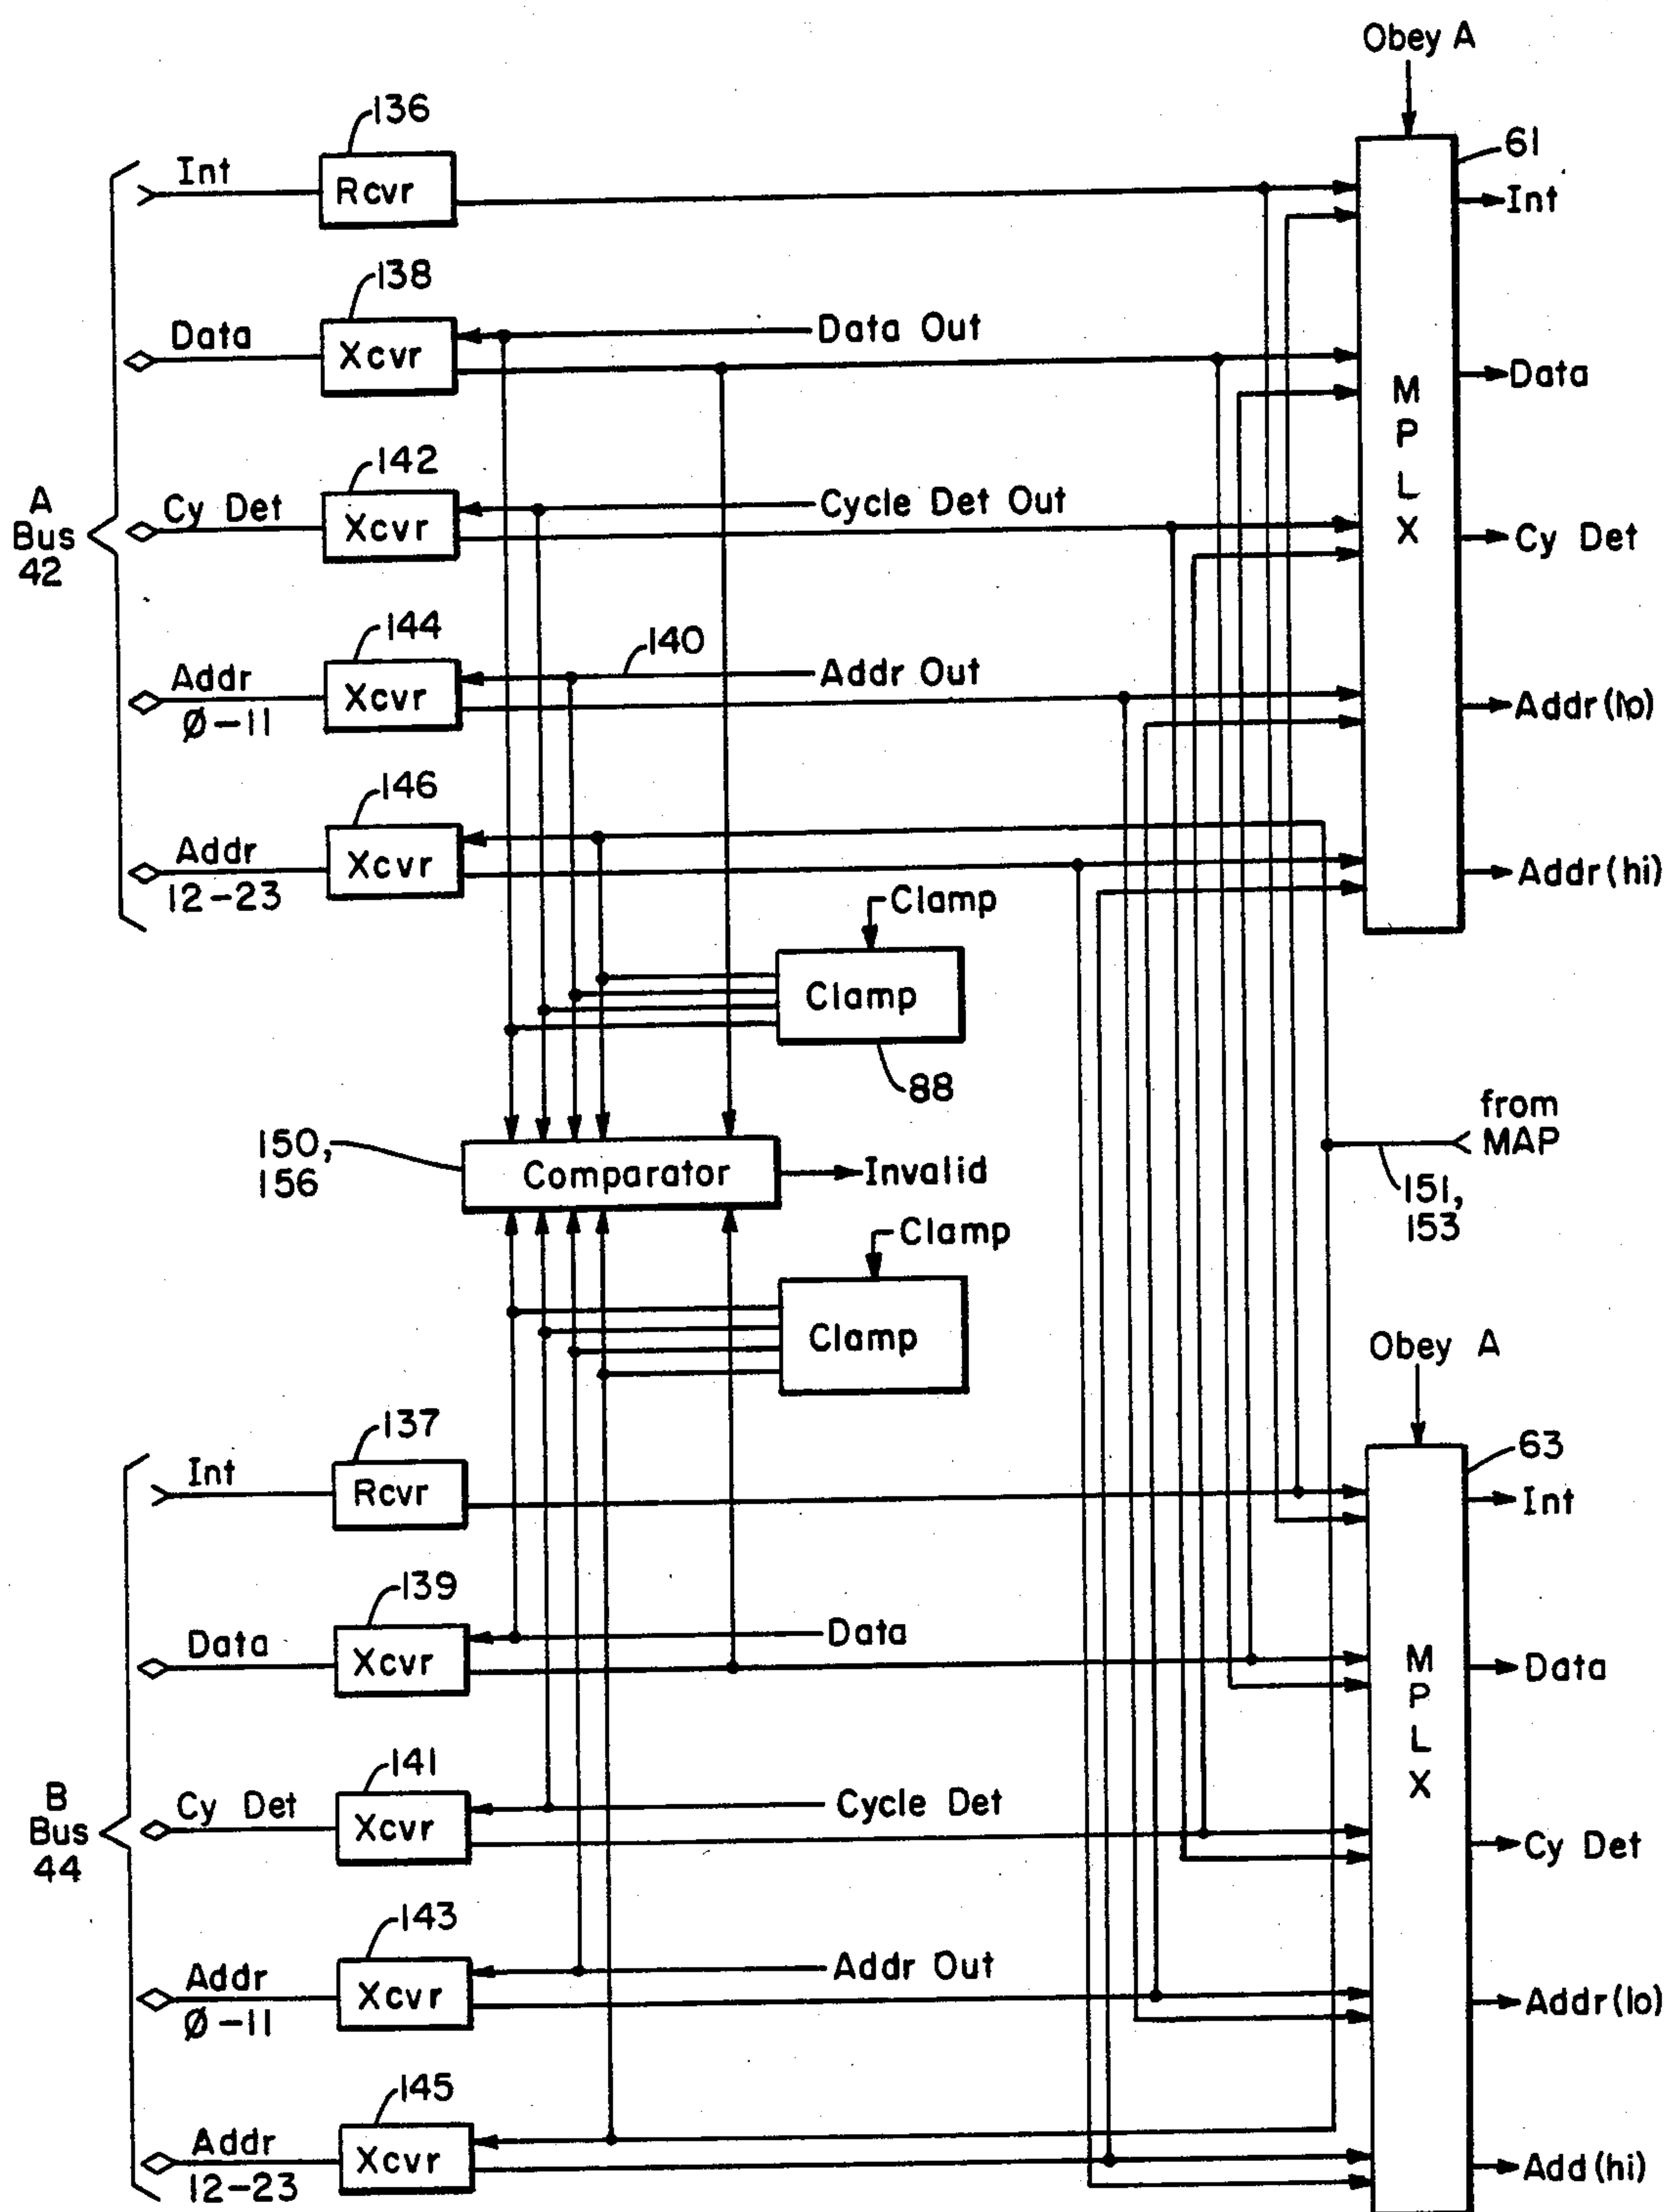 Obey A
136
61
Int
Rcvr
Int
138
Data
Xcvr
Data Out
Data
M
P
L
X
142
A
Bus
42
Cy Det
Xcvr
Cycle Det Out
Cy Det
144
140
Addr
Ø-11
Xcvr
Addr Out
Addr (lo)
146
Addr
12-23
Xcvr
Addr (hi)
Clamp
Clamp
88
from
MAP
150,
156
Comparator
Invalid
151,
153
Clamp
Clamp
Obey A
137
63
Int
Rcvr
Int
139
Data
Xcvr
Data
Data
M
P
L
X
141
B
Bus
44
Cy Det
Xcvr
Cycle Det
Cy Det
143
Addr
Ø-11
Xcvr
Addr Out
Addr (lo)
145
Addr
12-23
Xcvr
Add (hi)